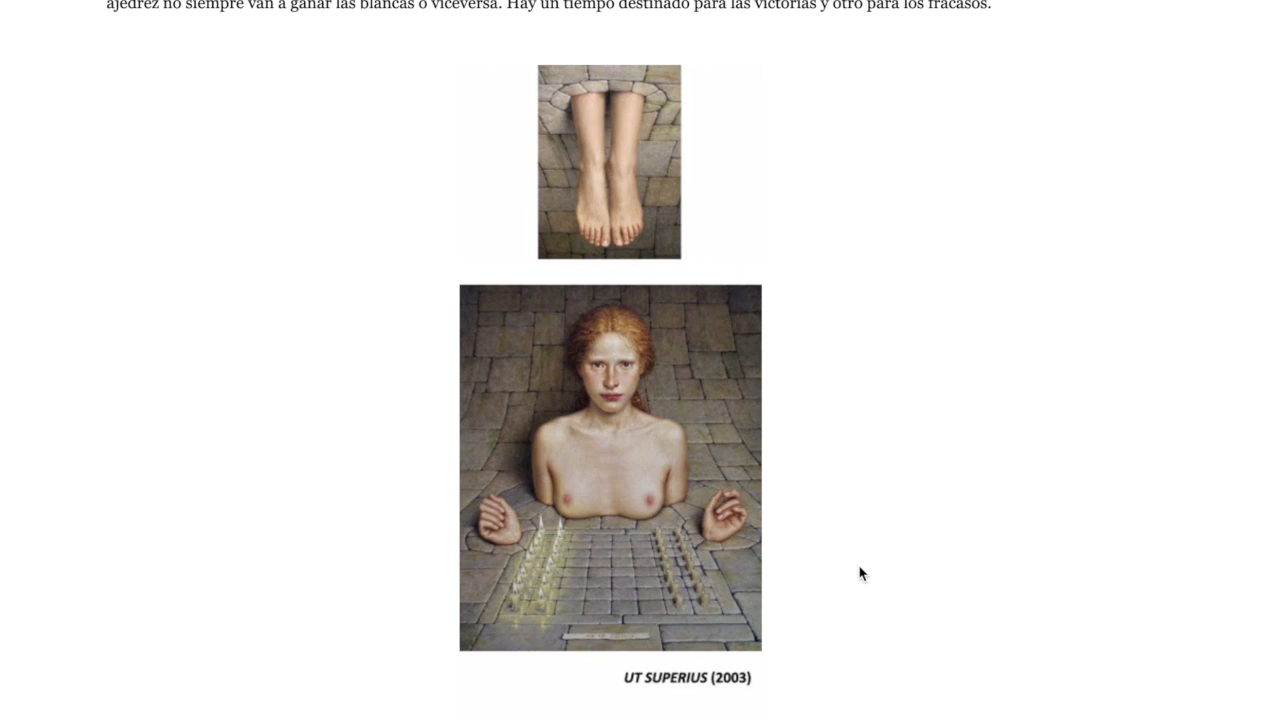 ajedrez no siempre van a ganar las blancas o viceversa. Hay un tiempo destinado para las victorias y otro para los fracasos.
UT SUPERIUS (2003)